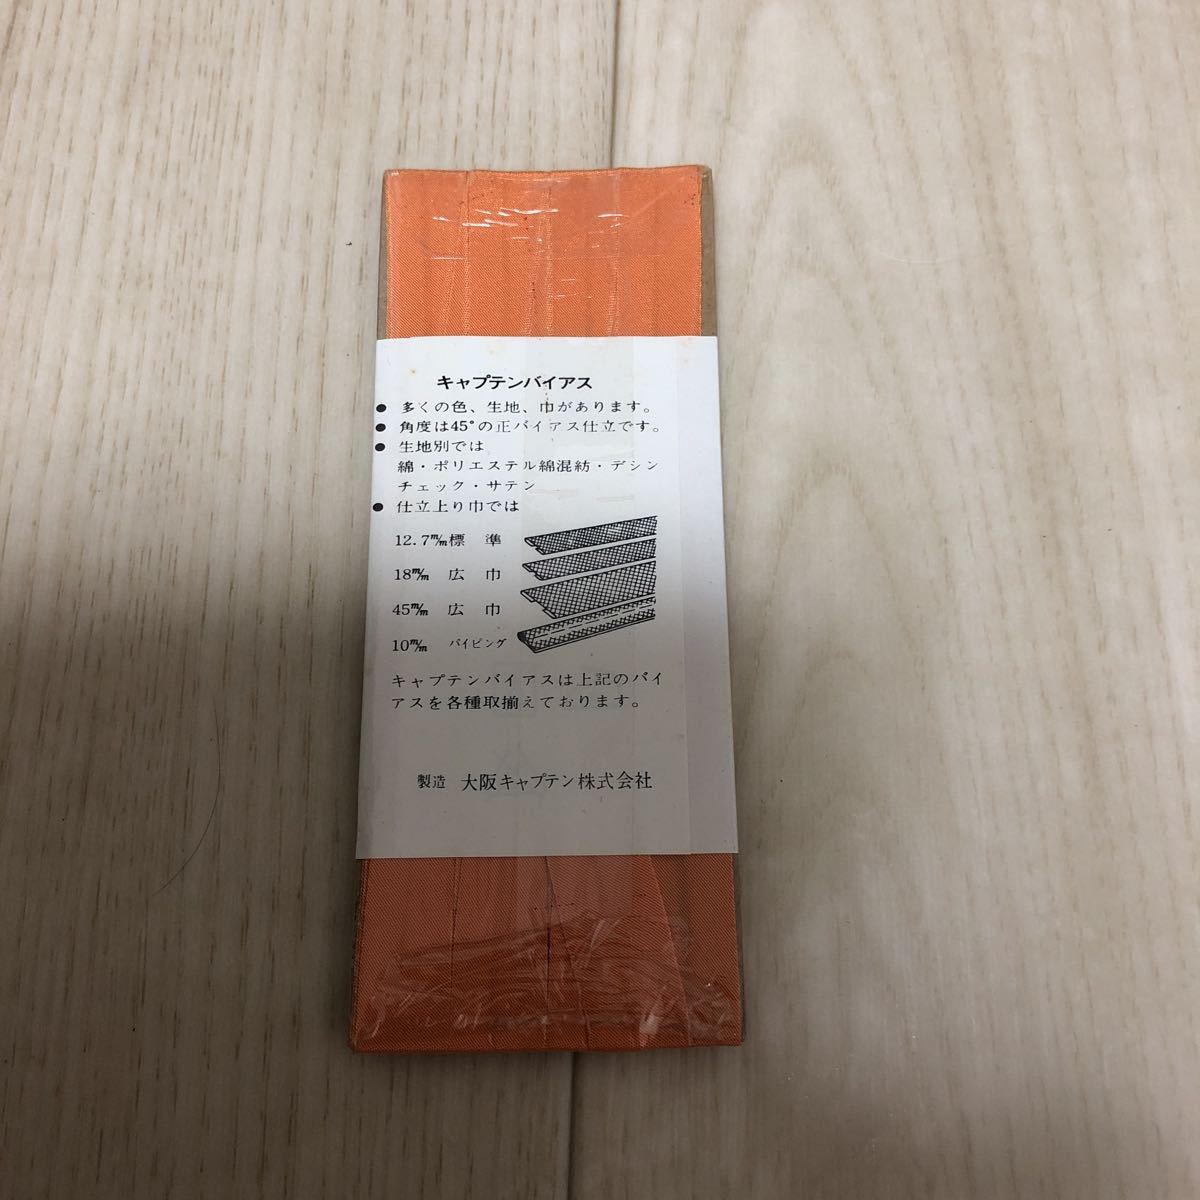 キャプテンバイアス
● 多くの色、生地、巾があります。
● 角度は45°の正バイアス仕立です。
● 生地別では
綿・ポリエステル綿混紡・デシン
チェック・サテン
● 仕立上り巾では
12.7㎜標準
18㎜ 広巾
45㎜ 広巾
10㎜ パイピング
キャプテンバイアスは上記のバイ
アスを各種取揃えております。
製造 大阪キャプテン株式会社